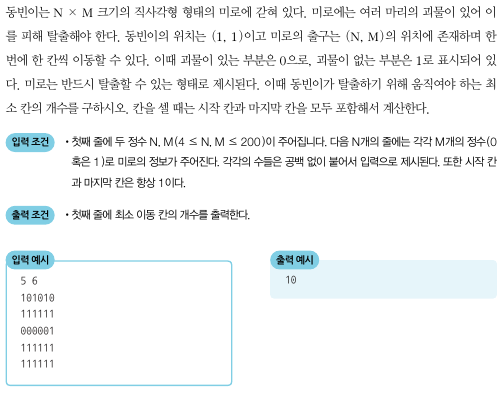 동빈이는 N × M 크기의 직사각형 형태의 미로에 갇혀 있다. 미로에는 여러 마리의 괴물이 있어 이
를 피해 탈출해야 한다. 동빈이의 위치는 (1, 1)이고 미로의 출구는 (N, M)의 위치에 존재하며 한
번에 한 칸씩 이동할 수 있다. 이때 괴물이 있는 부분은 0으로, 괴물이 없는 부분은 1로 표시되어 있
다. 미로는 반드시 탈출할 수 있는 형태로 제시된다. 이때 동빈이가 탈출하기 위해 움직여야 하는 최
소 칸의 개수를 구하시오. 칸을 셀 때는 시작 칸과 마지막 칸을 모두 포함해서 계산한다.
입력 조건 • 첫째 줄에 두 정수 N, M(4 ≤ N, M ≤ 200)이 주어집니다. 다음 N개의 줄에는 각각 M개의 정수(0
혹은 1)로 미로의 정보가 주어진다. 각각의 수들은 공백 없이 붙어서 입력으로 제시된다. 또한 시작 칸
과 마지막 칸은 항상 1이다.
출력 조건 • 첫째 줄에 최소 이동 칸의 개수를 출력한다.
입력 예시
5 6
101010
111111
000001
111111
111111
출력 예시
10